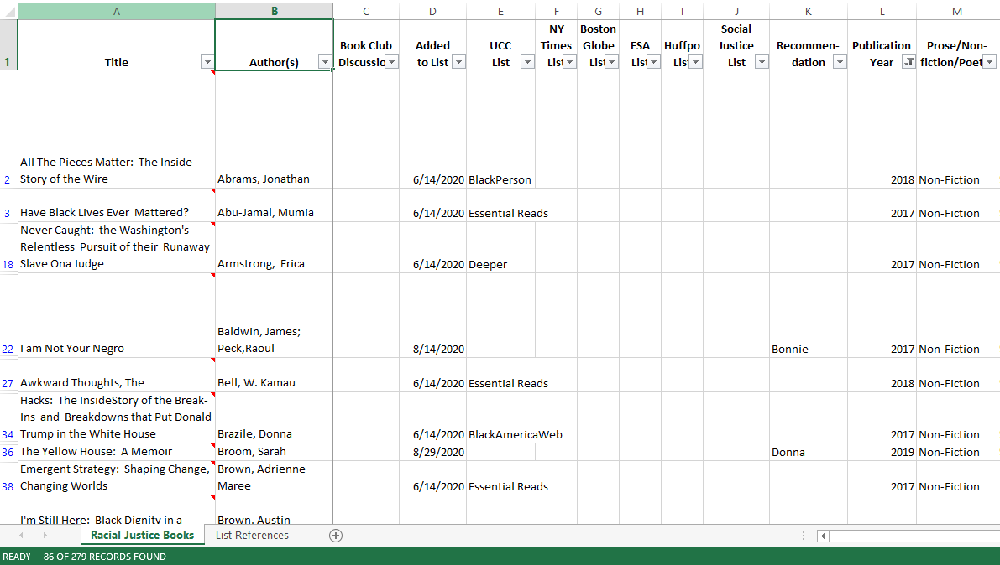 A B C D E F G H I J K L M
1 Title Author(s) Book Club Discussic Added to List UCC List NY Times List Boston Globe List ESA List Huffpo List Social Justice List Recommen- dation Publication Year Prose/Non- fiction/Poet
2 All The Pieces Matter: The Inside
Story of the Wire Abrams, Jonathan 6/14/2020 BlackPerson 2018 Non-Fiction
3 Have Black Lives Ever Mattered? Abu-Jamal, Mumia 6/14/2020 Essential Reads 2017 Non-Fiction
Never Caught: the Washington's
Relentless Pursuit of their Runaway
18 Slave Ona Judge Armstrong, Erica 6/14/2020 Deeper 2017 Non-Fiction
Baldwin, James;
22 I am Not Your Negro Peck,Raoul 8/14/2020 Bonnie 2017 Non-Fiction
27 Awkward Thoughts, The Bell, W. Kamau 6/14/2020 Essential Reads 2018 Non-Fiction
Hacks: The InsideStory of the Break-
Ins and Breakdowns that Put Donald
34 Trump in the White House Brazile, Donna 6/14/2020 BlackAmericaWeb 2017 Non-Fiction
36 The Yellow House: A Memoir Broom, Sarah 8/29/2020 Donna 2019 Non-Fiction
Emergent Strategy: Shaping Change, Brown, Adrienne
38 Changing Worlds Maree 6/14/2020 Essential Reads 2017 Non-Fiction
I'm Still Here: Black Dignity in a Brown, Austin
Racial Justice Books List References
READY 86 OF 279 RECORDS FOUND